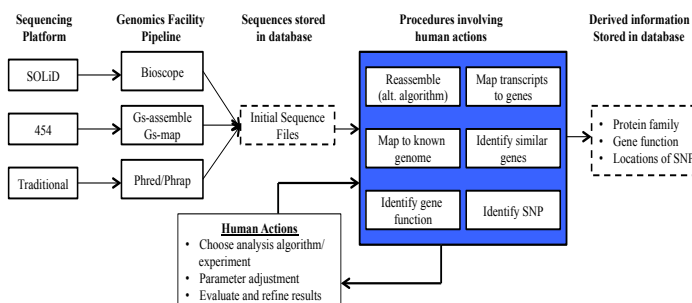 Sequencing
Platform
Genomics Facility
Pipeline
Sequences stored
in database
Procedures involving
human actions
Derived information
Stored in database
SOLiD
Bioscope
454
Gs-assemble
Gs-map
Traditional
Phred/Phrap
Initial Sequence
Files
Reassemble
(alt. algorithm)
Map transcripts
to genes
Map to known
genome
Identify similar
genes
Identify gene
function
Identify SNP
• Protein family
• Gene function
• Locations of SNP
Human Actions
• Choose analysis algorithm/
experiment
• Parameter adjustment
• Evaluate and refine results